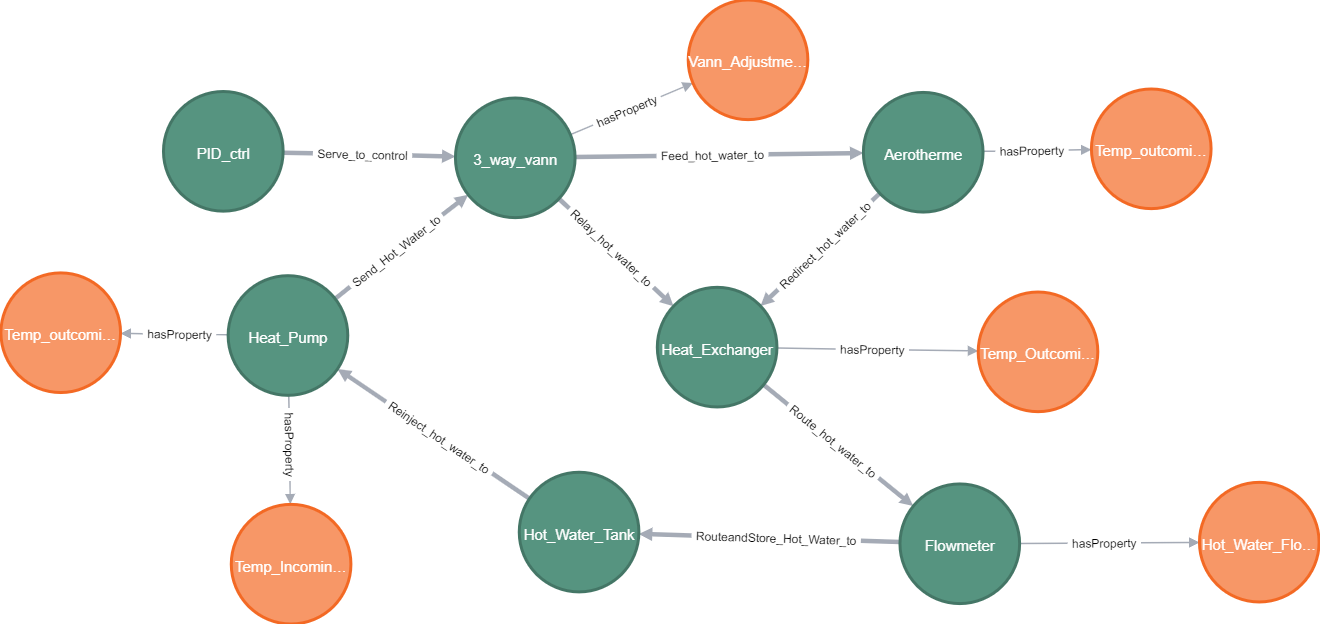 Vann_Adjustme...
hasProperty
PID_ctrl
Serve_to_control
3_way_vann
Feed_hot_water_to
Aerotherme
hasProperty
Temp_outcomi...
Send_Hot_Water_to
Relay_hot_water_to
Redirect_hot_water_to
Temp_outcomi...
hasProperty
Heat_Pump
Heat_Exchanger
hasProperty
Temp_Outcomi...
hasProperty
Reinject_hot_water_to
Route_hot_water_to
Hot_Water_Tank
RouteandStore_Hot_Water_to
Flowmeter
hasProperty
Hot_Water_Flo...
Temp_Incomin...